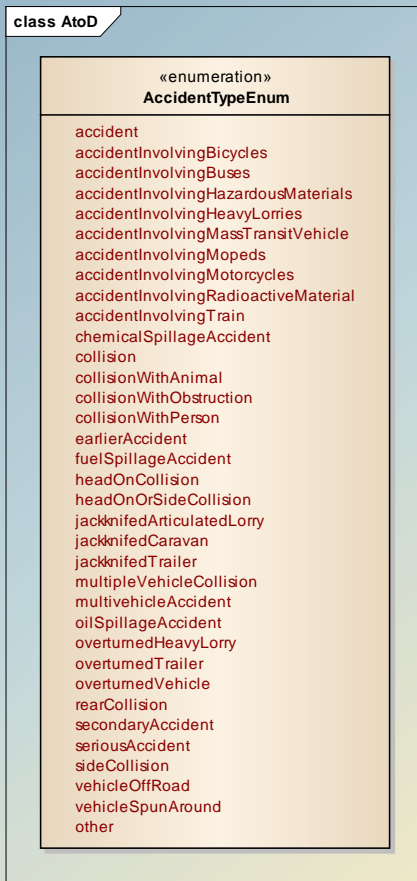 class AtoD
«enumeration»
AccidentTypeEnum
accident
accidentInvolvingBicycles
accidentInvolvingBuses
accidentInvolvingHazardousMaterials
accidentInvolvingHeavyLorries
accidentInvolvingMassTransitVehicle
accidentInvolvingMopeds
accidentInvolvingMotorcycles
accidentInvolvingRadioactiveMaterial
accidentInvolvingTrain
chemicalSpillageAccident
collision
collisionWithAnimal
collisionWithObstruction
collisionWithPerson
earlierAccident
fuelSpillageAccident
headOnCollision
headOnOrSideCollision
jackknifedArticulatedLorry
jackknifedCaravan
jackknifedTrailer
multipleVehicleCollision
multivehicleAccident
oilSpillageAccident
overturnedHeavyLorry
overturnedTrailer
overturnedVehicle
rearCollision
secondaryAccident
seriousAccident
sideCollision
vehicleOffRoad
vehicleSpunAround
other